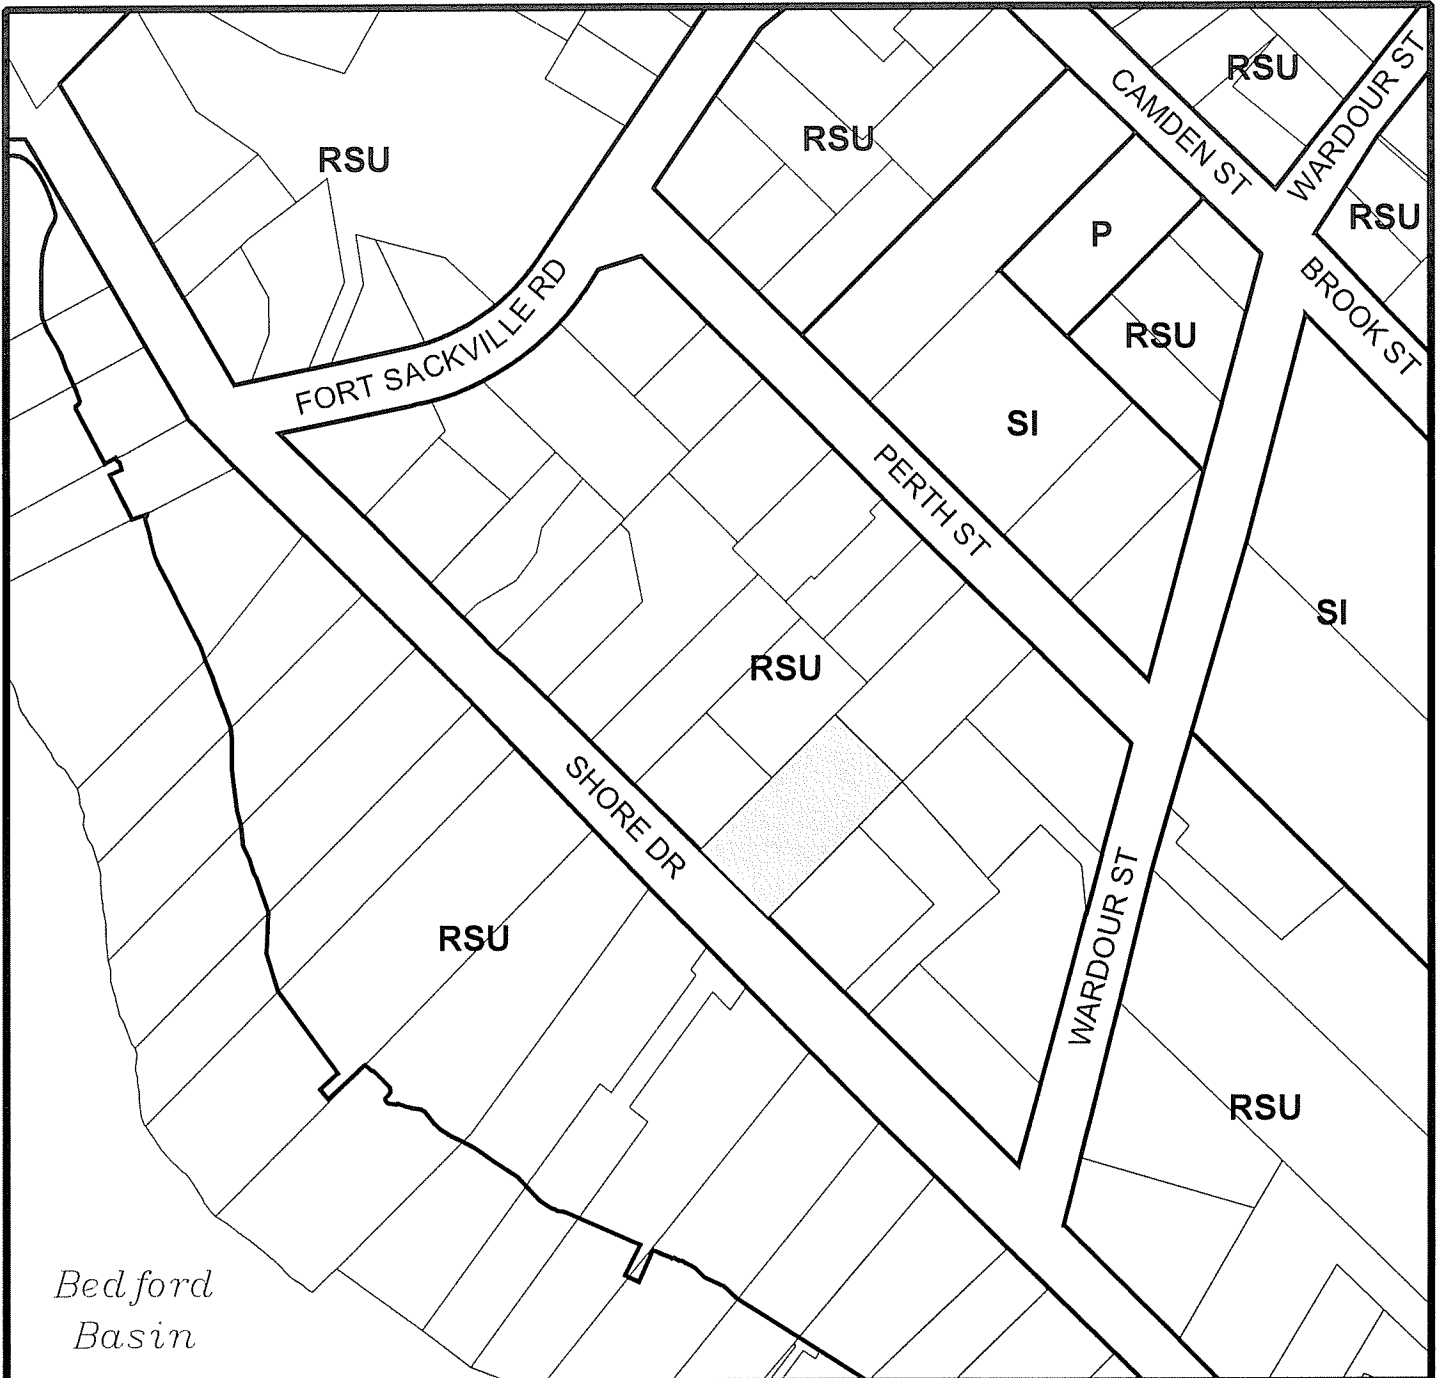 RSU
CAMDEN ST
WARDOUR ST
RSU
RSU
RSU
P
BROOK ST
FORT SACKVILLE RD
RSU
SI
PERTH ST
SI
RSU
SHORE DR
WARDOUR ST
RSU
RSU
Bedford
Basin